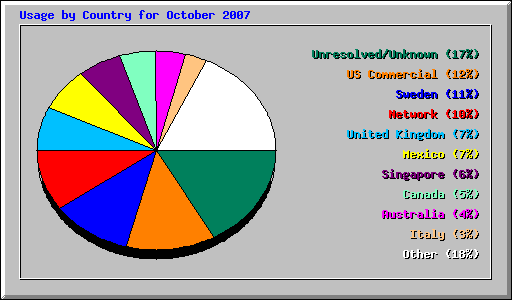 Usage by Country for October 2007
Unresolved/Unknown (17%)
US Commercial (12%)
Sweden (11%)
Network (10%)
United Kingdom (7%)
Mexico (7%)
Singapore (6%)
Canada (5%)
Australia (4%)
Italy (3%)
Other (18%)